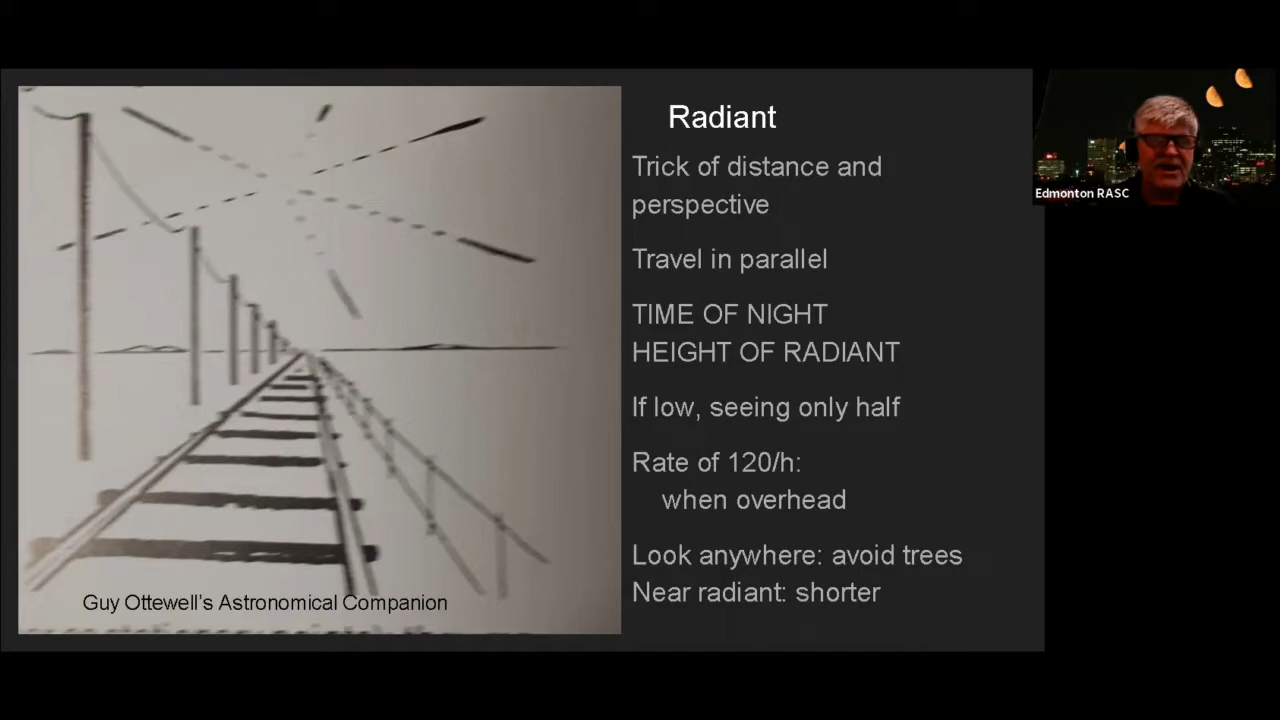 Radiant
Trick of distance and
perspective
Travel in parallel
TIME OF NIGHT
HEIGHT OF RADIANT
If low, seeing only half
Rate of 120/h:
when overhead
Look anywhere: avoid trees
Near radiant: shorter
Guy Ottewell's Astronomical Companion
Edmonton RASC